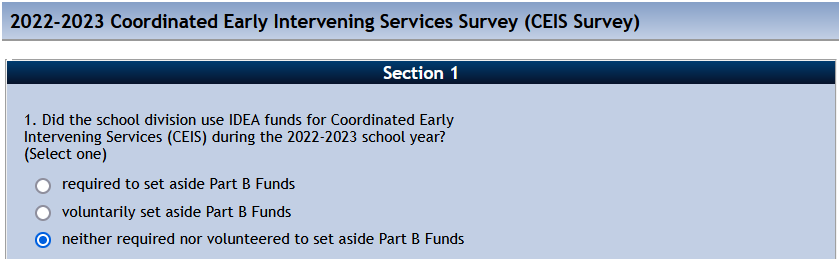 2022-2023 Coordinated Early Intervening Services Survey (CEIS Survey)
Section 1
1. Did the school division use IDEA funds for Coordinated Early
Intervening Services (CEIS) during the 2022-2023 school year?
(Select one)
required to set aside Part B Funds
voluntarily set aside Part B Funds
neither required nor volunteered to set aside Part B Funds